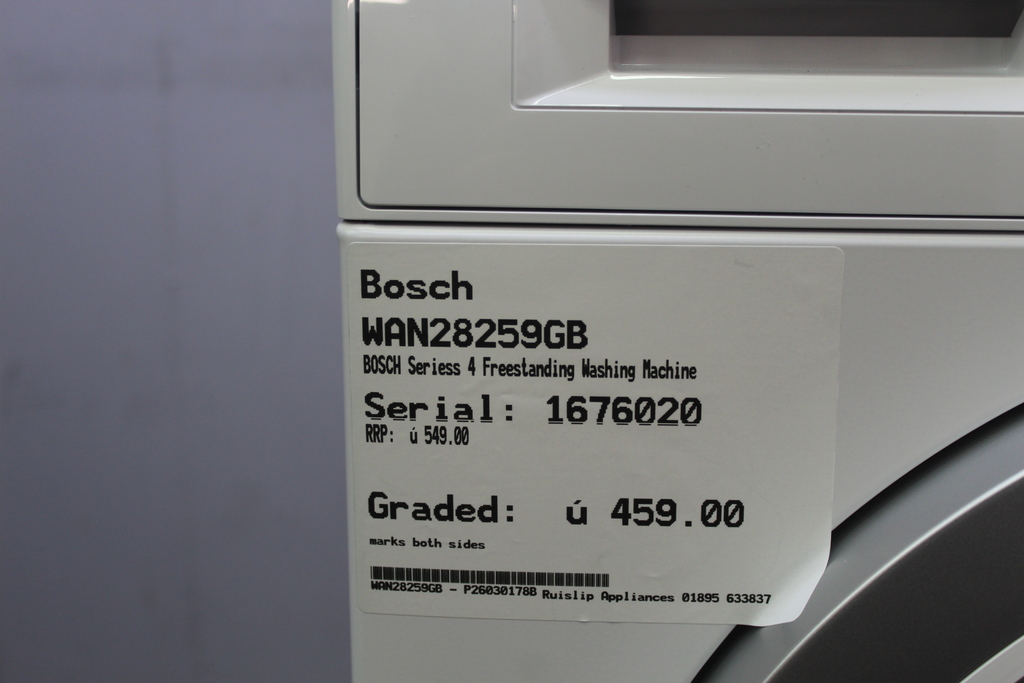 Bosch
WAN28259GB
BOSCH Seriess 4 Freestanding Washing Machine
Serial: 1676020
RRP: ú 549.00
Graded: ú 459.00
marks both sides
WAN28259GB - P26030178B Ruislip Appliances 01895 633837